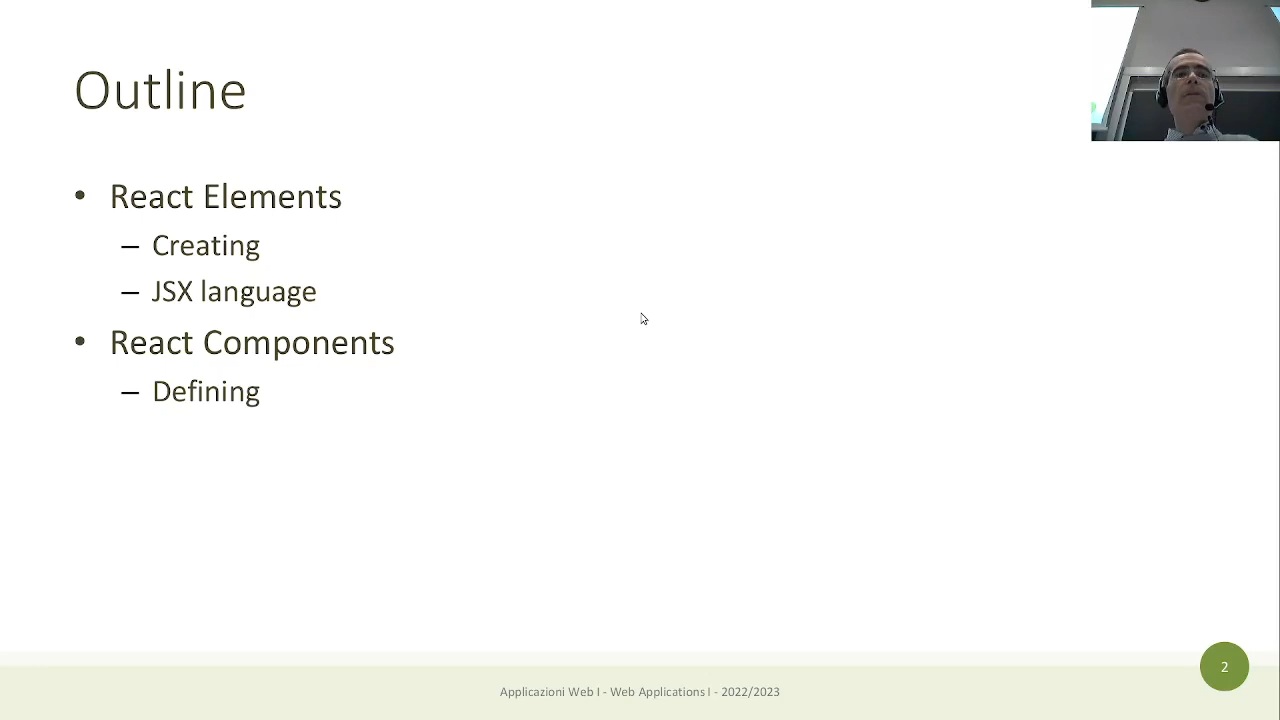 Outline
• React Elements
– Creating
– JSX language
• React Components
– Defining
2
Applicazioni Web I - Web Applications I - 2022/2023